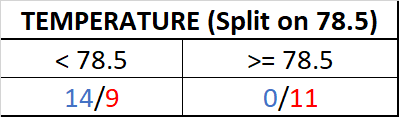 TEMPERATURE (Split on 78.5)
< 78.5 >= 78.5
14/9 0/11